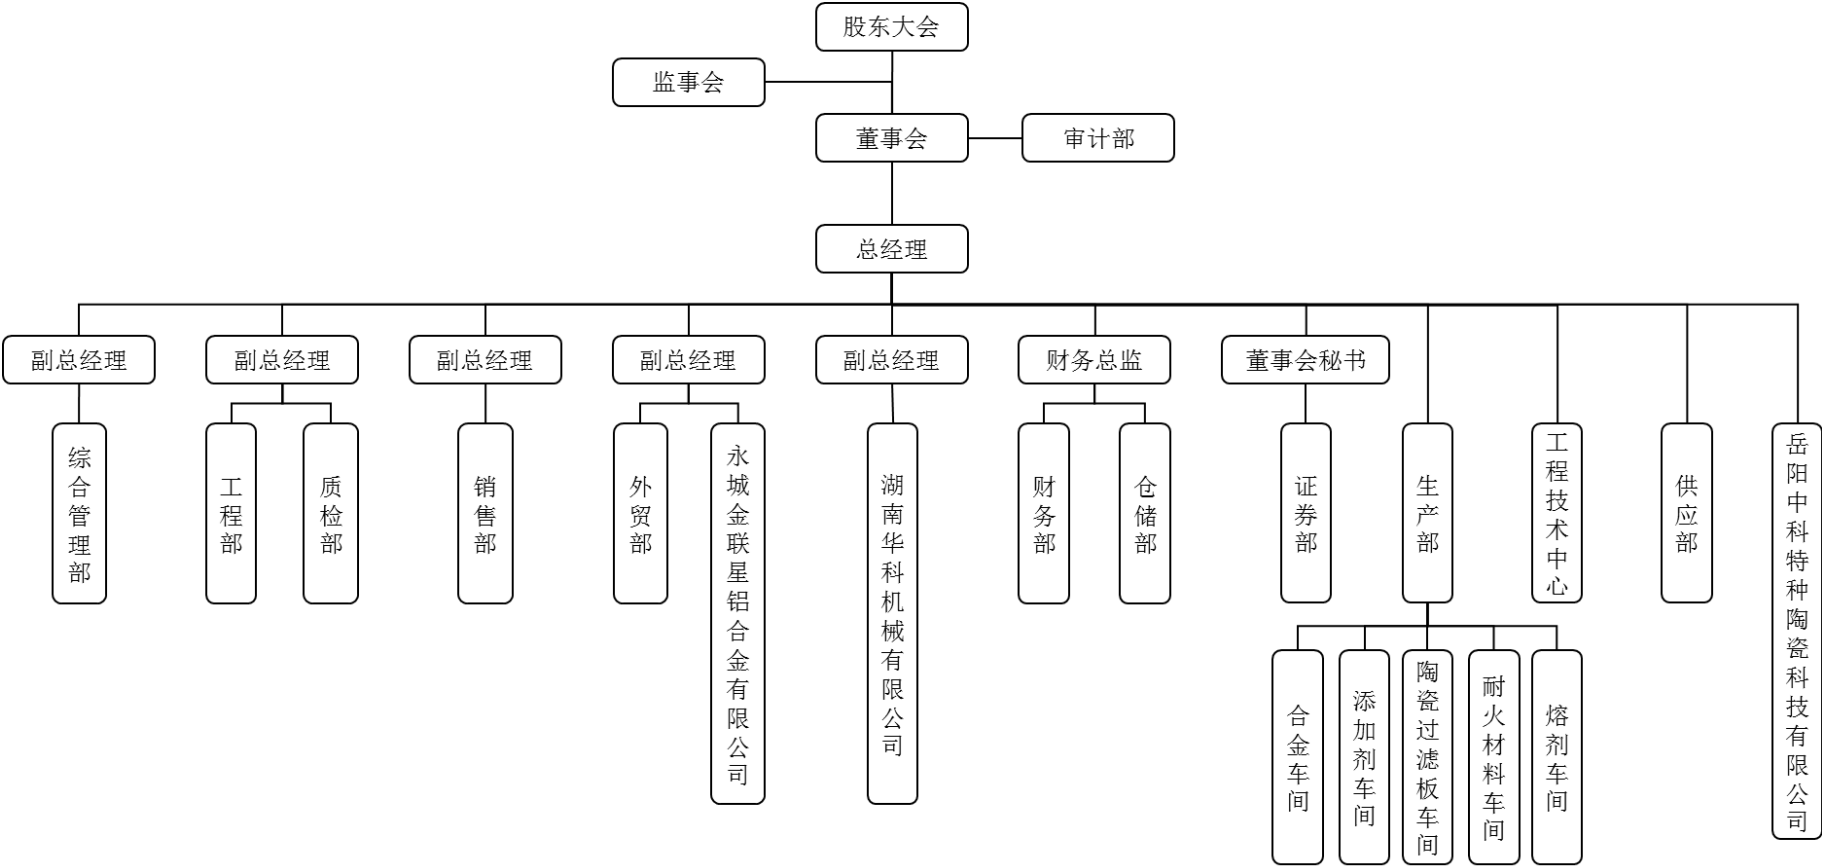 股东大会
监事会
董事会
审计部
总经理
副总经理
副总经理
副总经理
副总经理
副总经理
财务总监
董事会秘书
综合管理部
工程部
质检部
销售部
外贸部
永城金联星铝合金有限公司
湖南华科机械有限公司
财务部
仓储部
证券部
生产部
工程技术中心
供应部
岳阳中科特种陶瓷科技有限公司
合金车间
添加剂车间
陶瓷过滤板车间
耐火材料车间
熔剂车间